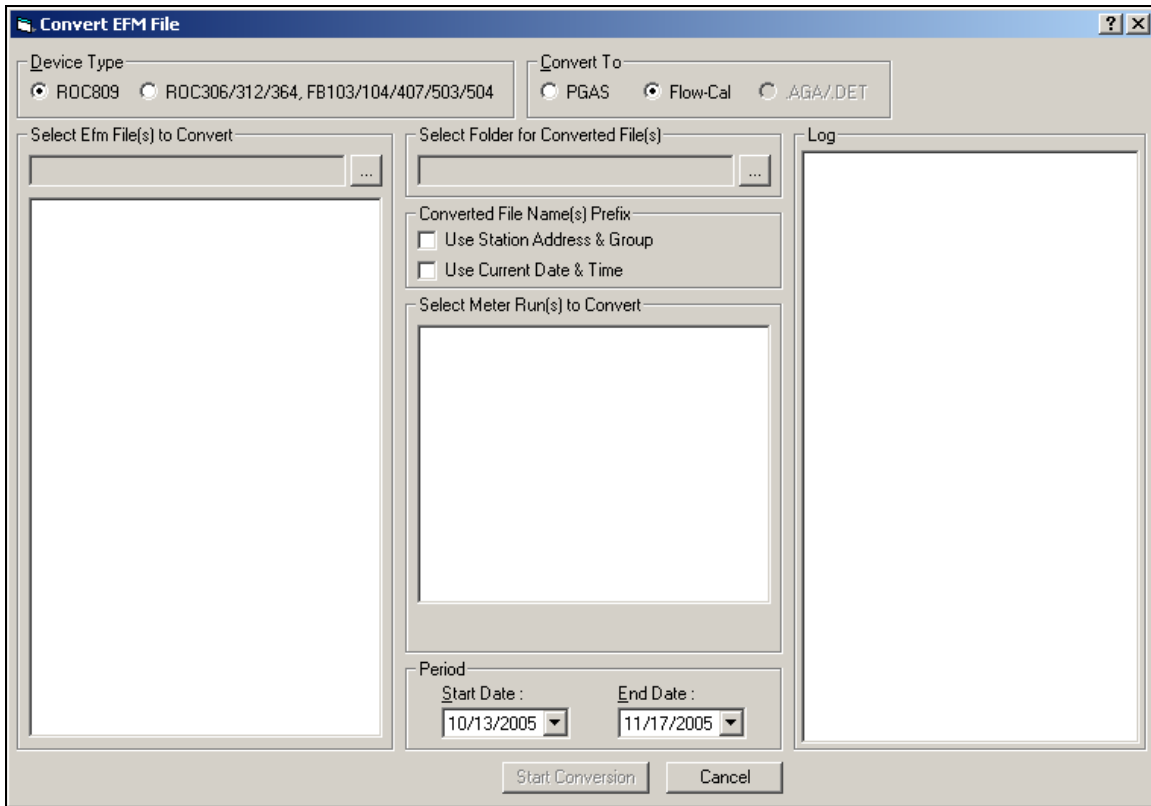 Convert EFM File
Device Type
ROC809 ROC306/312/364, FB103/104/407/503/504
Convert To
PGAS Flow-Cal .AGA/.DET
Select Efm File(s) to Convert
...
Select Folder for Converted File(s)
...
Converted File Name(s) Prefix
Use Station Address & Group
Use Current Date & Time
Select Meter Run(s) to Convert
Period
Start Date : End Date :
10/13/2005 11/17/2005
Log
Start Conversion Cancel